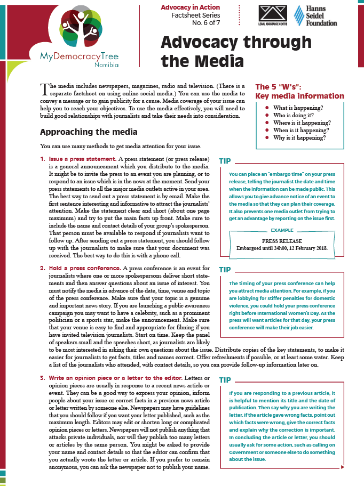 Advocacy in Action
Factsheet Series
No. 6 of 7
LEGAL ASSISTANCE CENTRE
Hanns
Seidel
Foundation
MyDemocracyTree
Namibia
Advocacy through
the Media
The media includes newspapers, magazines, radio and television. (There is a
separate factsheet on using online social media.) You can use the media to
convey a message or to gain publicity for a cause. Media coverage of your issue can
help you to reach your objectives. To use the media effectively, you will need to
build good relationships with journalists and take their needs into consideration.
The 5 "W's":
Key media information
What is happening?
Who is doing it?
Where is it happening?
When is it happening?
Why is it happening?
Approaching the media
You can use many methods to get media attention for your issue.
1. Issue a press statement. A press statement (or press release)
is a general announcement which you distribute to the media.
It might be to invite the press to an event you are planning, or to
respond to an issue which is in the news at the moment. Send your
press statements to all the major media outlets active in your area.
The best way to send out a press statement is by email. Make the
first sentence interesting and informative to attract the journalists'
attention. Make the statement clear and short (about one page
maximum) and try to put the main facts up front. Make sure to
include the name and contact details of your group's spokesperson.
That person must be available to respond if journalists want to
follow up. After sending out a press statement, you should follow
up with the journalists to make sure that your document was
received. The best way to do this is with a phone call.
TIP
You can place an "embargo time" on your press
release, telling the journalist the date and time
when the information can be made public. This
allows you to give advance notice of an event to
the media so that they can plan their coverage.
It also prevents one media outlet from trying to
get an advantage by reporting on the issue first.
EXAMPLE
PRESS RELEASE
Embargoed until 14h00, 12 February 2018.
2. Hold a press conference. A press conference is an event for
journalists where one or more spokespersons deliver short state-
ments and then answer questions about an issue of interest. You
must notify the media in advance of the date, time, venue and topic
of the press conference. Make sure that your topic is a genuine
and important news story. If you are launching a public awareness
campaign you may want to have a celebrity, such as a prominent
politician or a sports star, make the announcement. Make sure
that your venue is easy to find and appropriate for filming if you
have invited television journalists. Start on time. Keep the panel
of speakers small and the speeches short, as journalists are likely
to be most interested in asking their own questions about the issue. Distribute copies of the key statements, to make it
easier for journalist to get facts, titles and names correct. Offer refreshments if possible, or at least some water. Keep
a list of the journalists who attended, with contact details, so you can provide follow-up information later on.
TIP
The timing of your press conference can help
you attract media attention. For example, if you
are lobbying for stiffer penalties for domestic
violence, you could hold your press conference
right before International Women's Day. As the
press will want articles for that day, your press
conference will make their job easier.
3. Write an opinion piece or a letter to the editor. Letters or
opinion pieces are usually in response to a recent news article or
event. They can be a good way to express your opinion, inform
people about your issue or correct facts in a previous news article
or letter written by someone else. Newspapers may have guidelines
that you should follow if you want your letter published, such as the
maximum length. Editors may edit or shorten long or complicated
opinion pieces or letters. Newspapers will not publish anything that
attacks private individuals, nor will they publish too many letters
or articles by the same person. You might be asked to provide
your name and contact details so that the editor can confirm that
you actually wrote the letter or article. If you prefer to remain
anonymous, you can ask the newspaper not to publish your name.
TIP
If you are responding to a previous article, it
is helpful to mention its title and the date of
publication. Then say why you are writing the
letter. If the article gave wrong facts, point out
which facts were wrong, give the correct facts
and explain why the correction is important.
In concluding the article or letter, you should
usually ask for some action, such as calling on
Government or someone else to do something
about the issue.